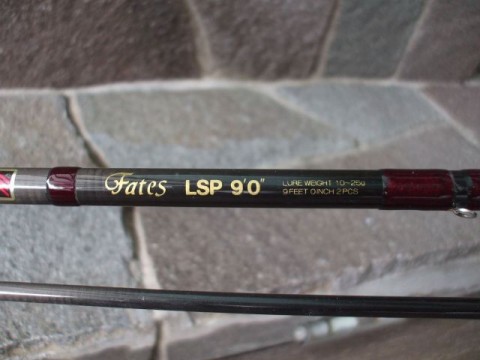 Fates LSP 9'0"
LURE WEIGHT 10~25g
9FEET 0INCH 2PCS